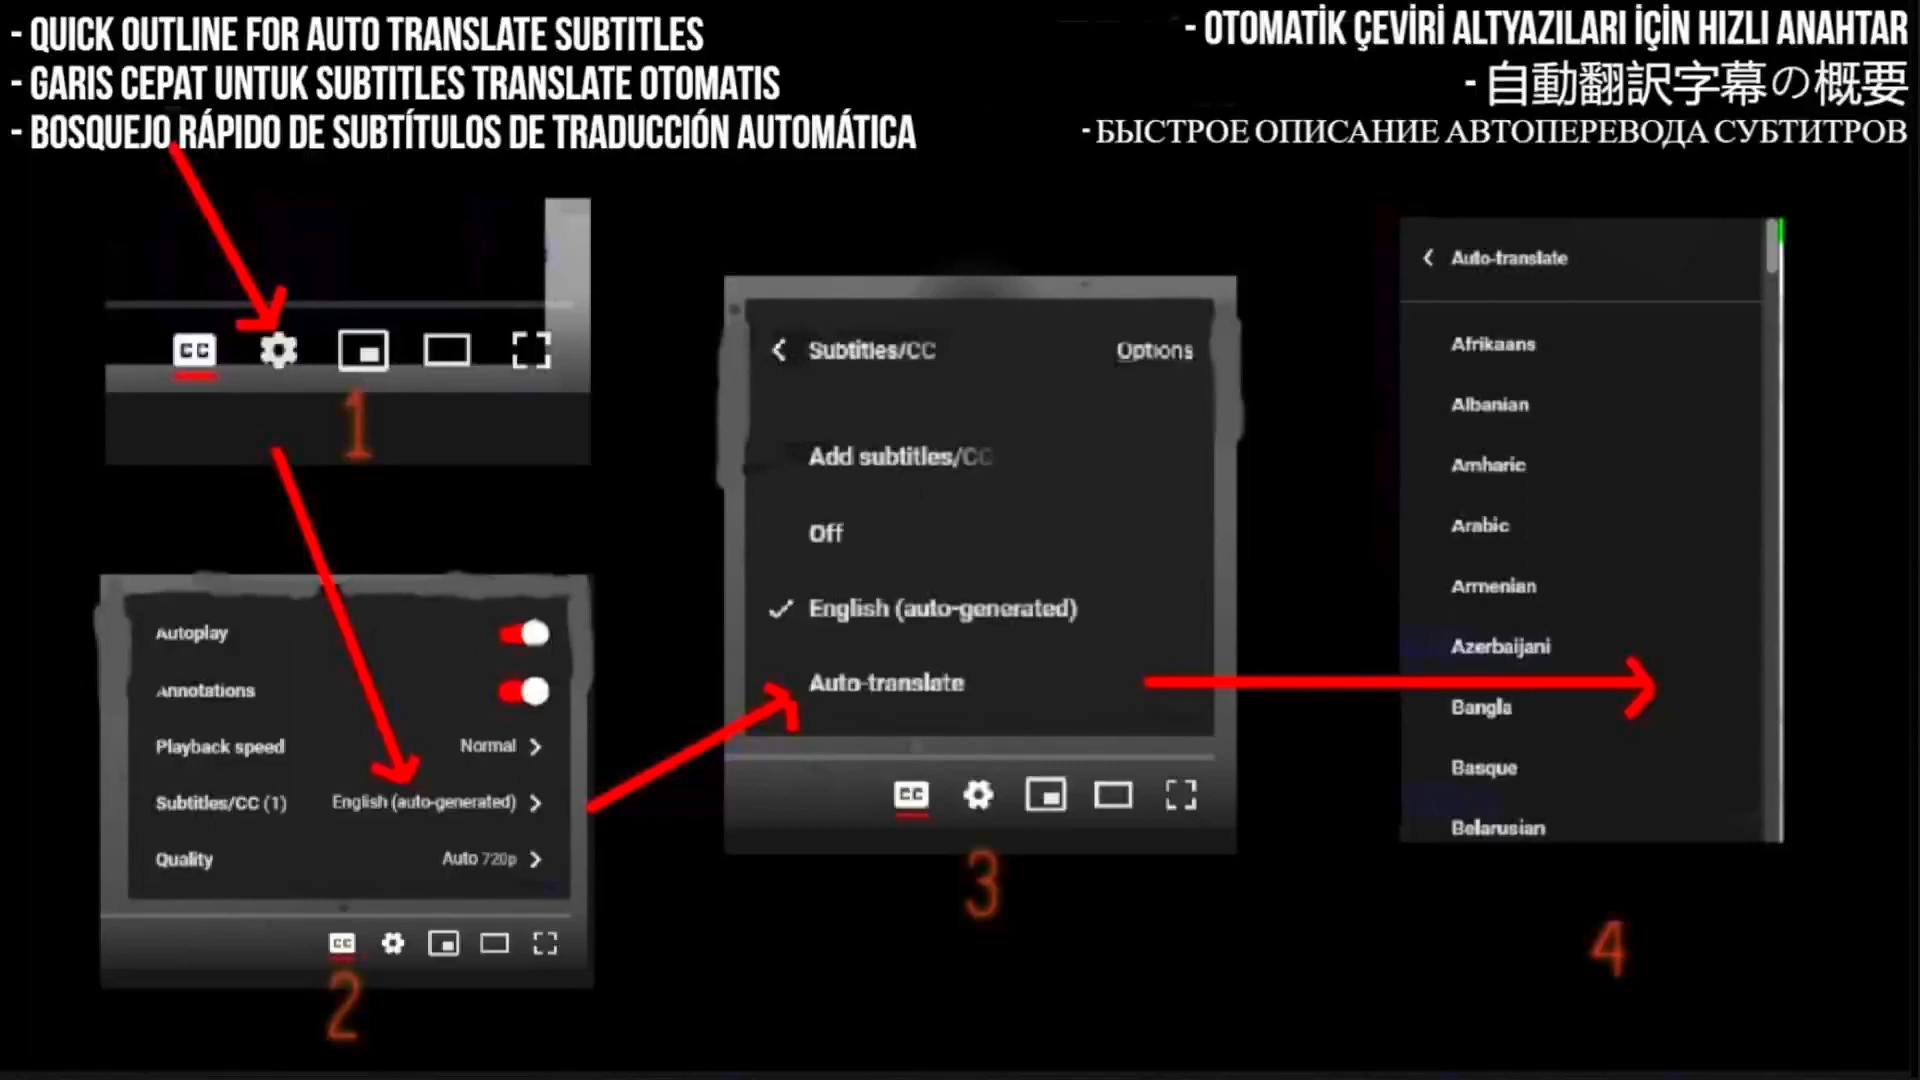 - QUICK OUTLINE FOR AUTO TRANSLATE SUBTITLES
- GARIS CEPAT UNTUK SUBTITLES TRANSLATE OTOMATIS
- BOSQUEJO RÁPIDO DE SUBTÍTULOS DE TRADUCCIÓN AUTOMÁTICA
- OTOMATİK ÇEVİRİ ALTYAZILARI İÇİN HIZLI ANAHTAR
- 自動翻訳字幕の概要
- БЫСТРОЕ ОПИСАНИЕ АВТОПЕРЕВОДА СУБТИТРОВ
CC
1
Autoplay
Annotations
Playback speed Normal
Subtitles/CC (1) English (auto-generated)
Quality Auto 720p
CC
2
Subtitles/CC Options
Add subtitles/CC
Off
English (auto-generated)
Auto-translate
CC
3
Auto-translate
Afrikaans
Albanian
Amharic
Arabic
Armenian
Azerbaijani
Bangla
Basque
Belarusian
4